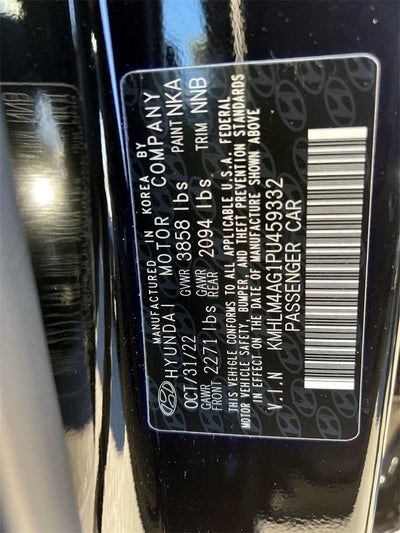 MANUFACTURED IN KOREA BY
HYUNDAI MOTOR COMPANY
OCT/31/22 GVWR 3858 lbs PAINT NKA
GAWR FRONT 2271 lbs GAWR REAR 2094 lbs TRIM NNB
THIS VEHICLE CONFORMS TO ALL APPLICABLE U.S.A. FEDERAL
MOTOR VEHICLE SAFETY, BUMPER, AND THEFT PREVENTION STANDARDS
IN EFFECT ON THE DATE OF MANUFACTURE SHOWN ABOVE
V.I.N KMHLM4AG1PU459332
PASSENGER CAR